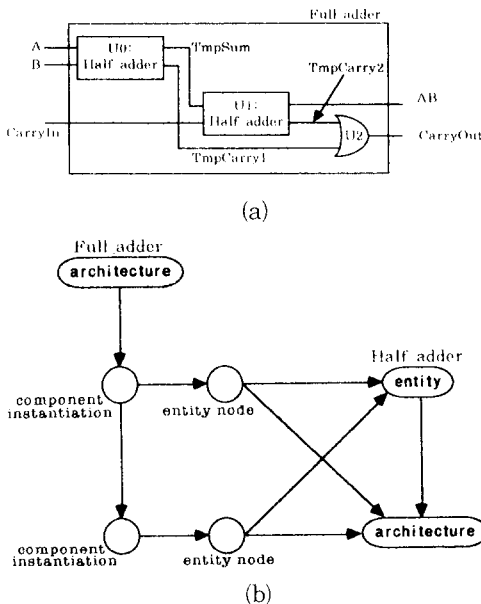 Full adder
A
B
U0:
Half adder
TmpSum
TmpCarry2
U1:
Half adder
AB
CarryIn
U2
CarryOut
TmpCarry1
(a)
Full adder
architecture
Half adder
entity
component
instantiation
entity node
architecture
component
instantiation
entity node
(b)